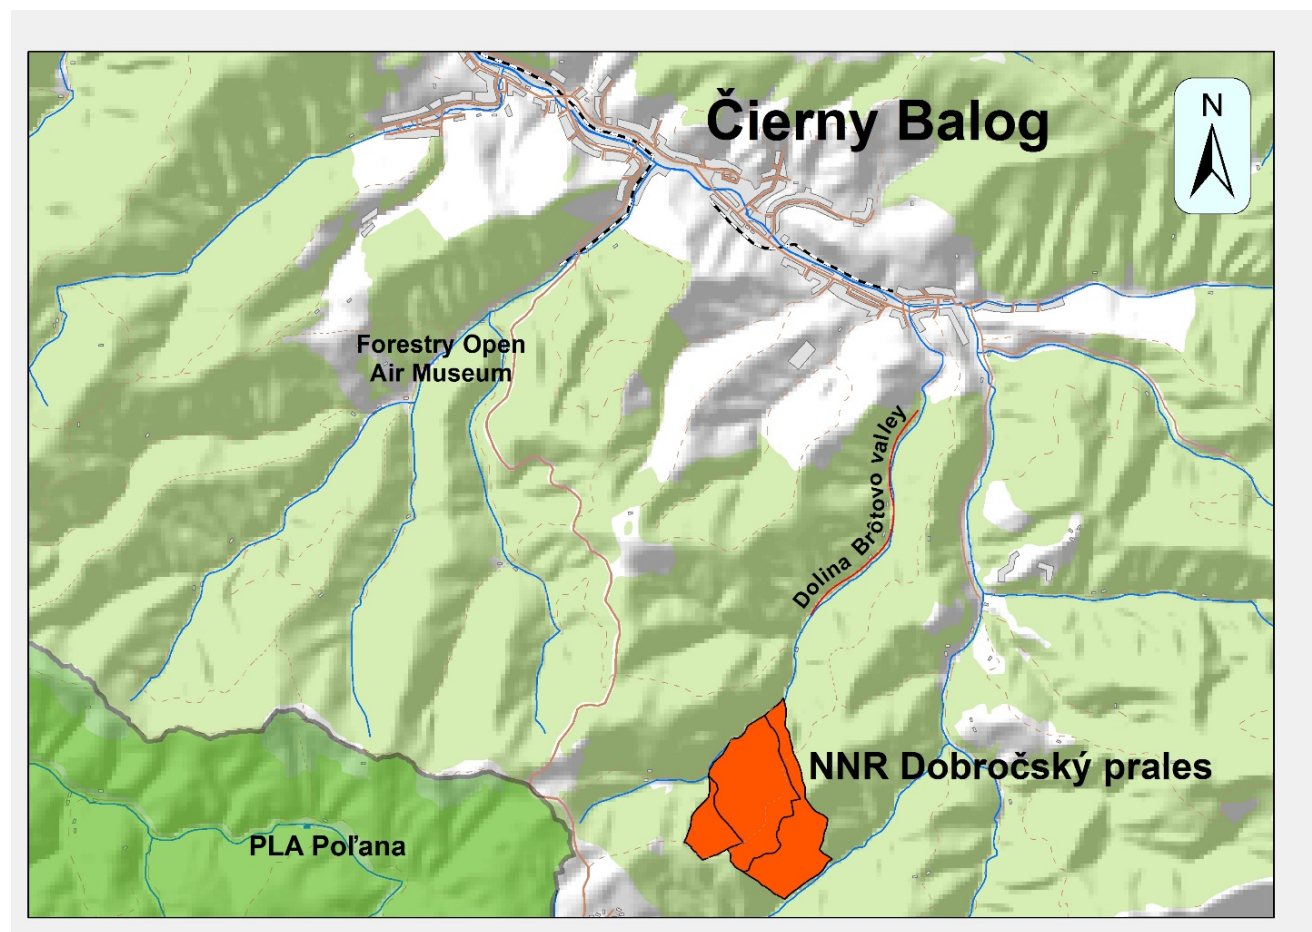 Čierny Balog
N
Forestry Open
Air Museum
Dolina Brôtovo valley
NNR Dobročský prales
PLA Poľana